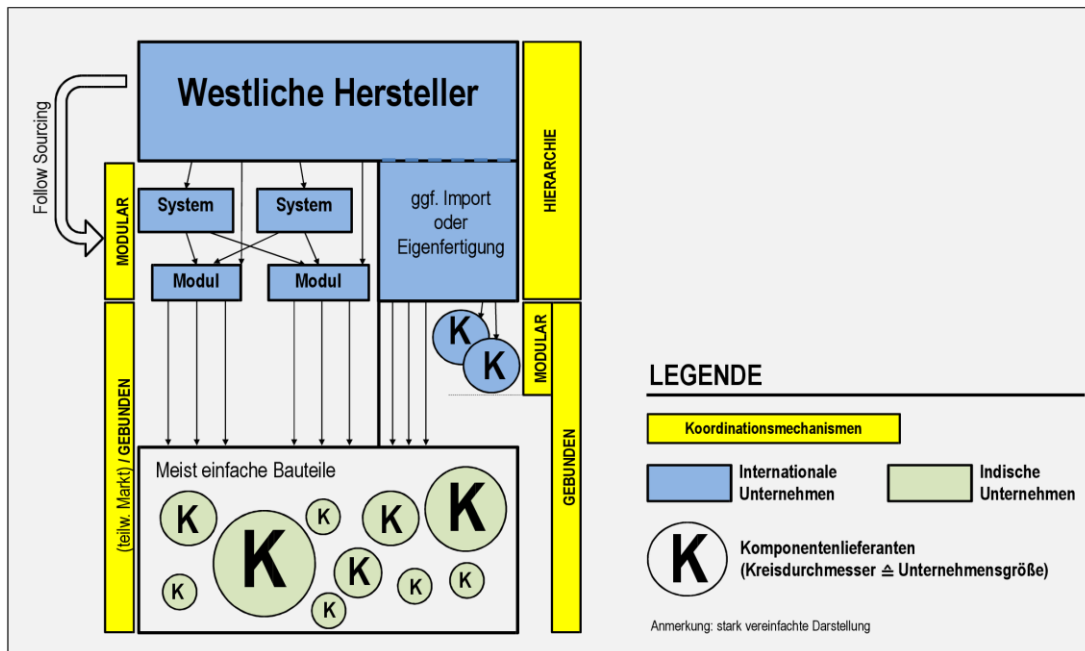 Westliche Hersteller
Follow Sourcing
MODULAR
System
System
Modul
Modul
ggf. Import
oder
Eigenfertigung
HIERARCHIE
K
K
MODULAR
GEBUNDEN
(teilw. Markt) / GEBUNDEN
Meist einfache Bauteile
K
K
K
K
K
K
K
K
K
K
LEGENDE
Koordinationsmechanismen
Internationale
Unternehmen
Indische
Unternehmen
K
Komponentenlieferanten
(Kreisdurchmesser ≙ Unternehmensgröße)
Anmerkung: stark vereinfachte Darstellung